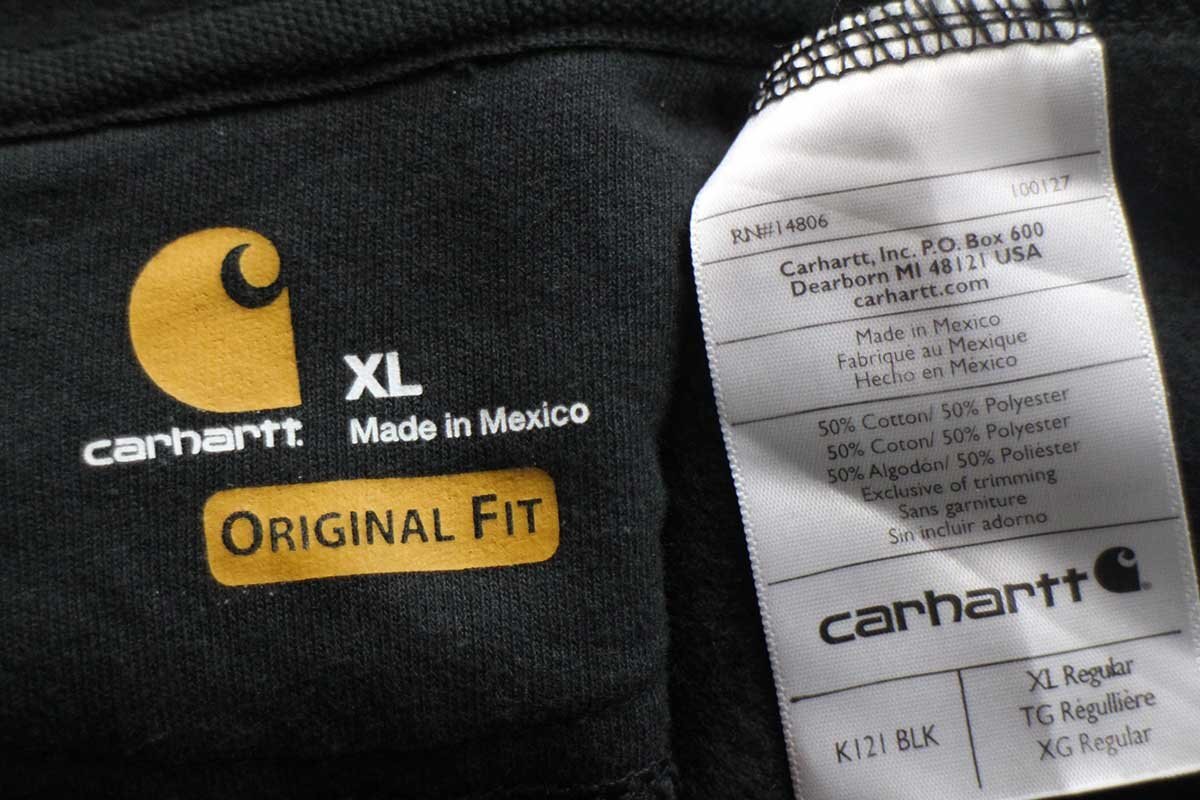 carhartt.
XL
Made in Mexico
ORIGINAL FIT
RN#14806 100127
Carhartt, Inc. P.O. Box 600
Dearborn MI 48121 USA
carhartt.com
Made in Mexico
Fabrique au Mexique
Hecho en México
50% Cotton/ 50% Polyester
50% Coton/ 50% Polyester
50% Algodón/ 50% Poliéster
Exclusive of trimming
Sans garniture
Sin incluir adorno
carhartt
K121 BLK
XL Regular
TG Régullière
XG Regular